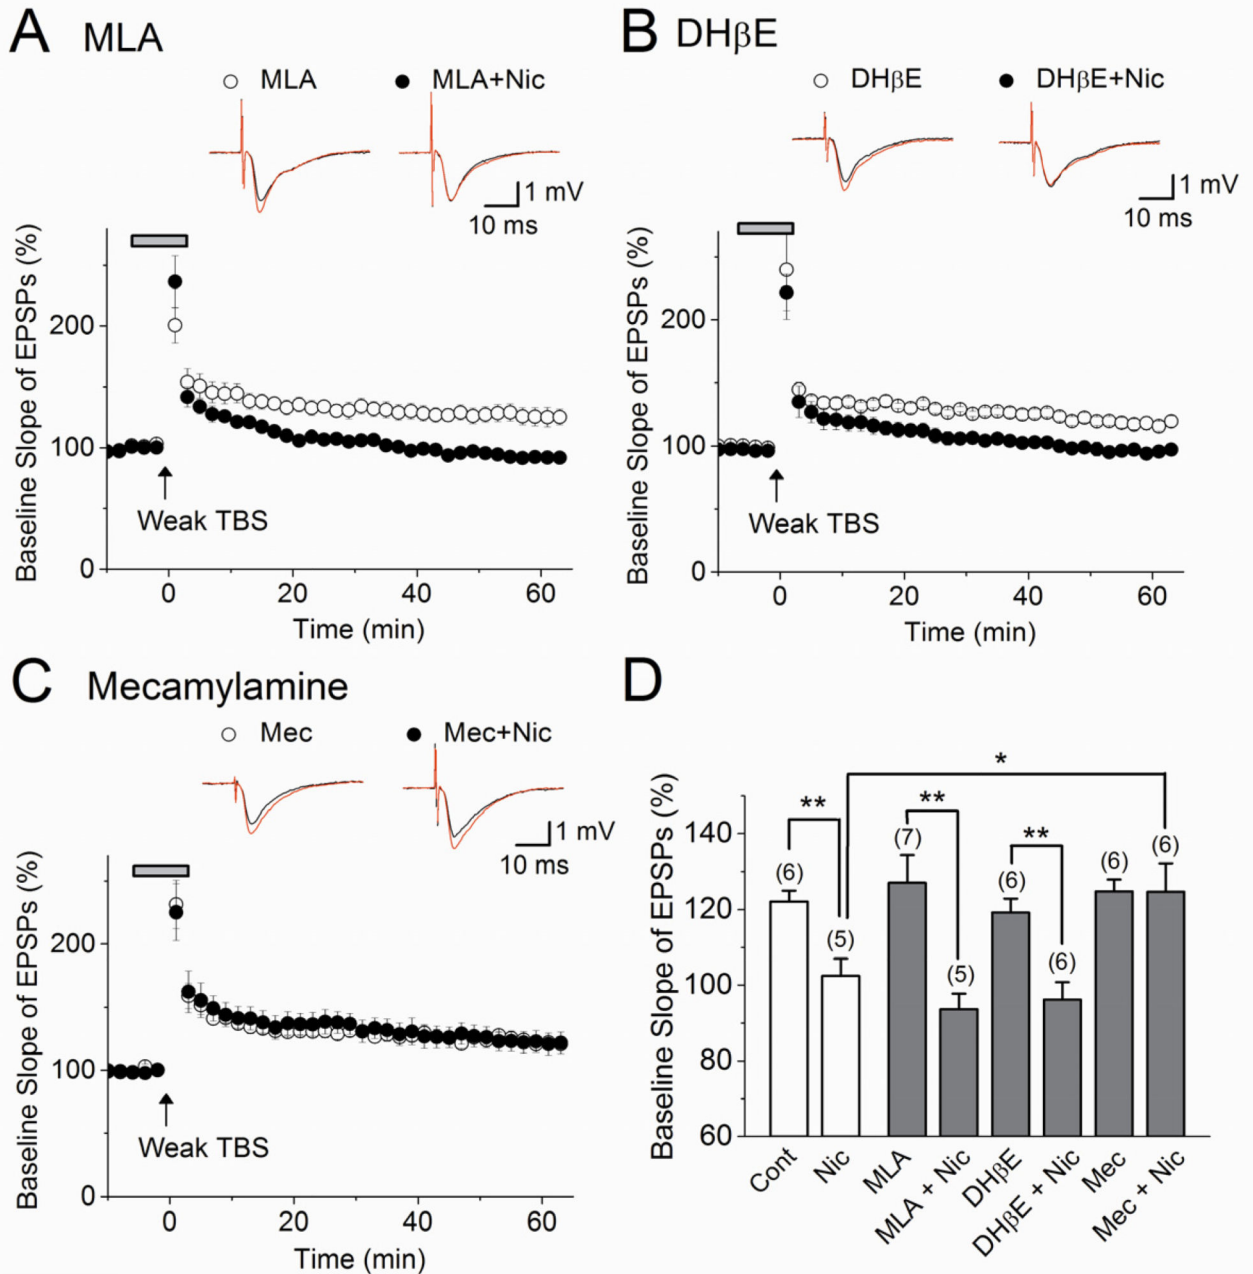 A MLA
MLA MLA+Nic
1 mV
10 ms
Baseline Slope of EPSPs (%)
200
100
0
Weak TBS
0 20 40 60
Time (min)
B DHβE
DHβE DHβE+Nic
1 mV
10 ms
Baseline Slope of EPSPs (%)
200
100
0
Weak TBS
0 20 40 60
Time (min)
C Mecamylamine
Mec Mec+Nic
1 mV
10 ms
Baseline Slope of EPSPs (%)
200
100
0
Weak TBS
0 20 40 60
Time (min)
D
Baseline Slope of EPSPs (%)
140
120
100
80
60
*
** ** **
(6) (5) (7) (5) (6) (6) (6) (6)
Cont
Nic
MLA
MLA + Nic
DHβE
DHβE + Nic
Mec
Mec + Nic